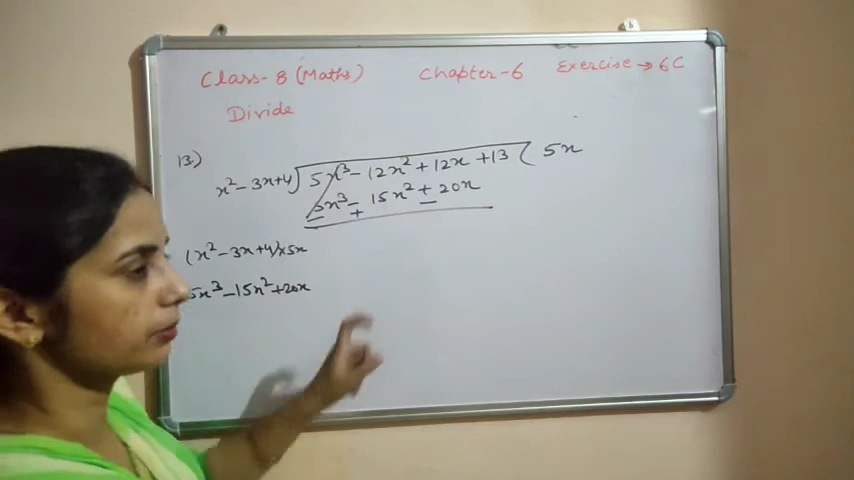 Class-8 (Maths) Chapter-6 Exercise → 6C
Divide
13.)
x² - 3x + 4) 5x³ - 12x² + 12x + 13 ( 5x
5x³ - 15x² + 20x
- + -
(x² - 3x + 4) × 5x
5x³ - 15x² + 20x